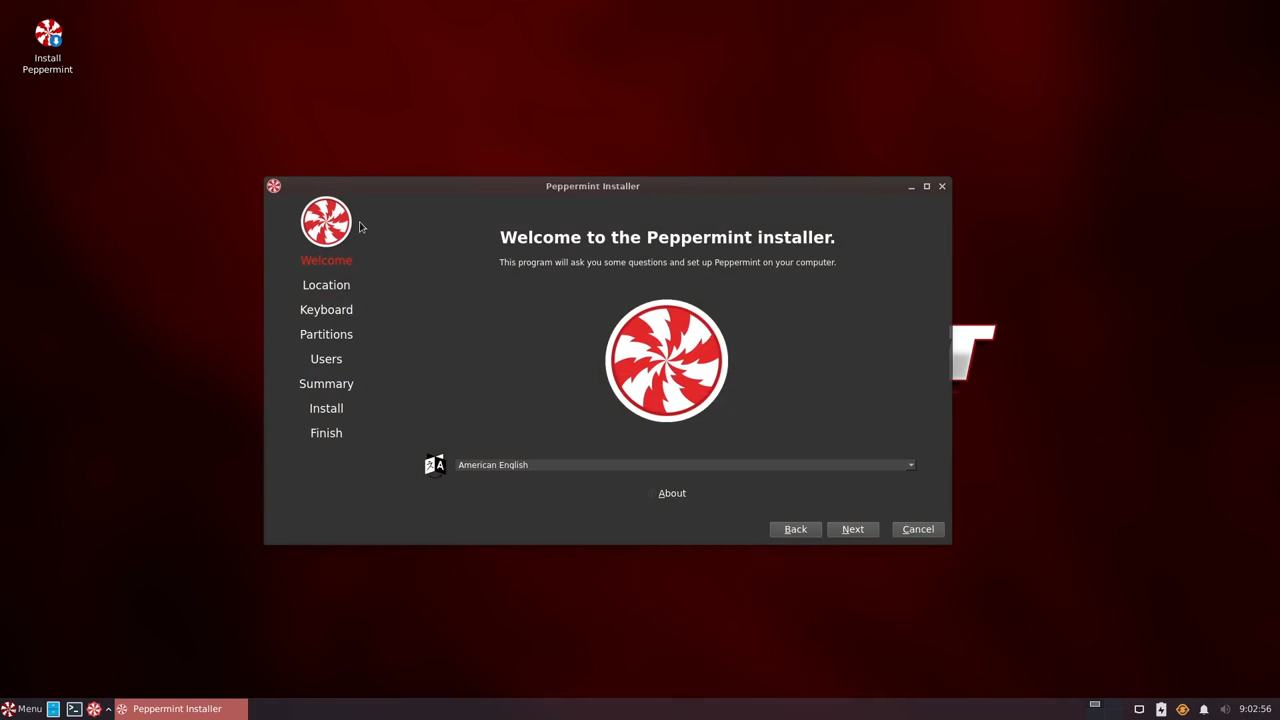 Install
Peppermint
Peppermint Installer
Welcome
Location
Keyboard
Partitions
Users
Summary
Install
Finish
Welcome to the Peppermint installer.
This program will ask you some questions and set up Peppermint on your computer.
American English
About
Back
Next
Cancel
T
Menu
Peppermint Installer
9:02:56